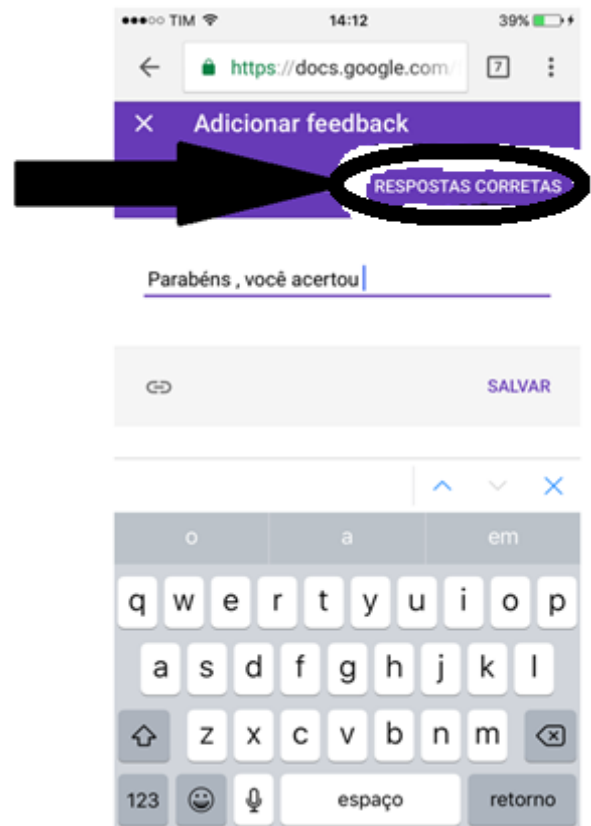 TIM 14:12 39%
https://docs.google.com/ 7
Adicionar feedback
RESPOSTAS CORRETAS
Parabéns , você acertou
SALVAR
o a em
q w e r t y u i o p
a s d f g h j k l
z x c v b n m
123 espaço retorno